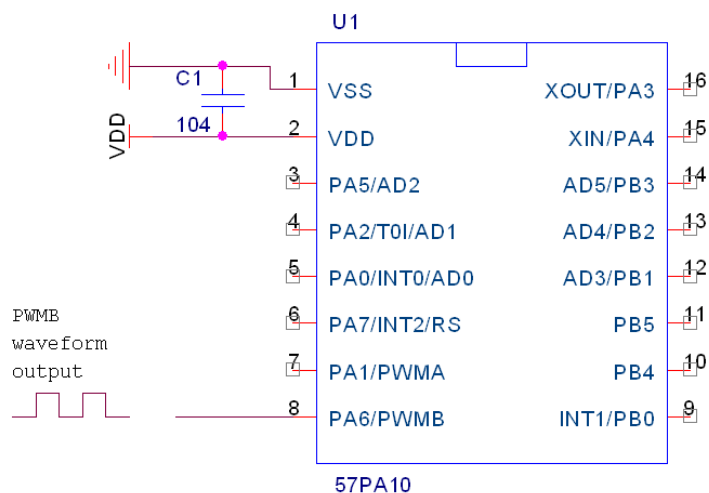 U1
C1
104
VDD
1 VSS XOUT/PA3 16
2 VDD XIN/PA4 15
3 PA5/AD2 AD5/PB3 14
4 PA2/T0I/AD1 AD4/PB2 13
5 PA0/INT0/AD0 AD3/PB1 12
6 PA7/INT2/RS PB5 11
7 PA1/PWMA PB4 10
8 PA6/PWMB INT1/PB0 9
PWMB
waveform
output
57PA10